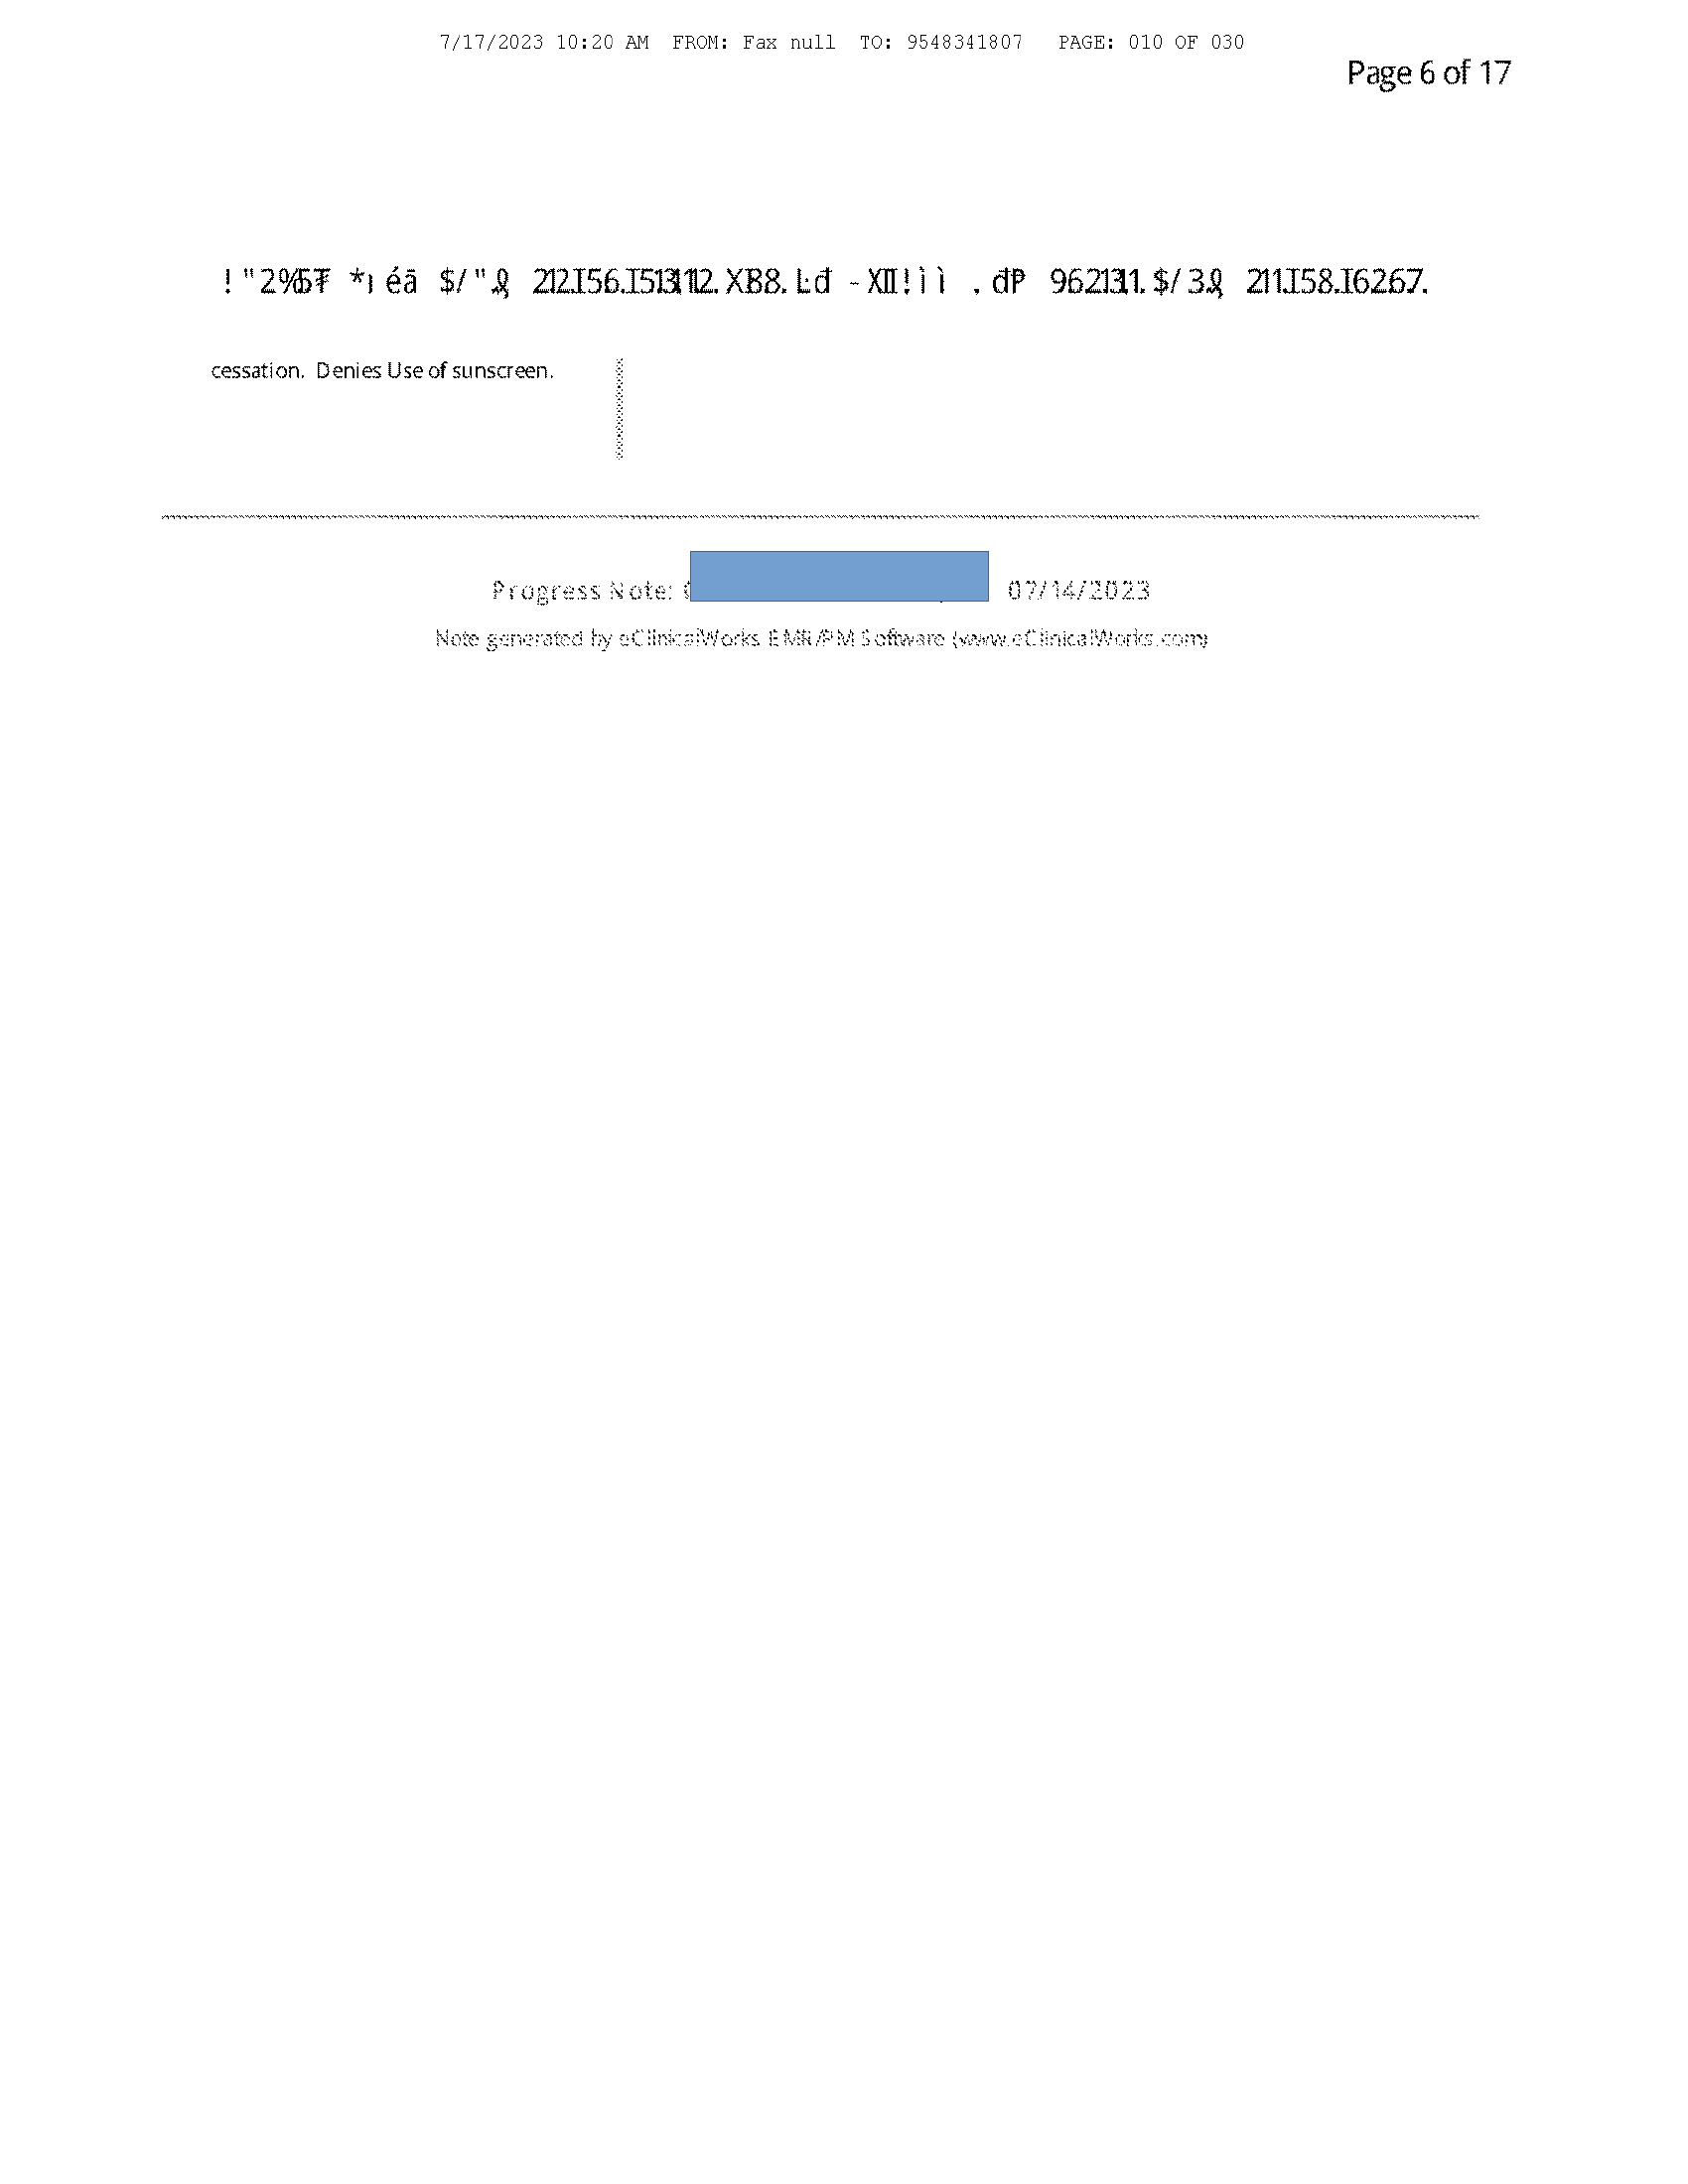 7/17/2023 10:20 AM FROM: Fax null TO: 9548341807 PAGE: 010 OF 030
Page 6 of 17
cessation. Denies Use of sunscreen.
Progress Note: 07/14/2023
Note generated by eClinicalWorks EMR/PM Software (www.eClinicalWorks.com)